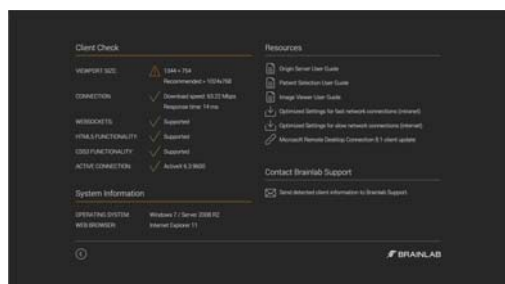 Client Check
VIEWPORT SIZE: 1344 × 754
Recommended > 1024x768
CONNECTION: Download speed: 63.22 Mbps
Response time: 14 ms
WEBSOCKETS: Supported
HTML5 FUNCTIONALITY: Supported
CSS3 FUNCTIONALITY: Supported
ACTIVE CONNECTION: ActiveX 6.3.9600
System Information
OPERATING SYSTEM: Windows 7 / Server 2008 R2
WEB BROWSER: Internet Explorer 11
Resources
Origin Server User Guide
Patient Selection User Guide
Image Viewer User Guide
Optimized Settings for fast network connections (intranet)
Optimized Settings for slow network connections (internet)
Microsoft Remote Desktop Connection 8.1 client update
Contact Brainlab Support
Send detected client information to Brainlab Support.
BRAINLAB